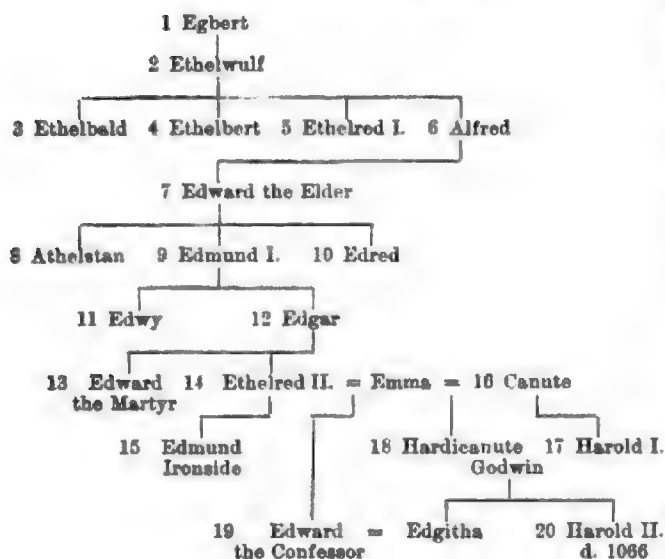 1 Egbert
2 Ethelwulf
3 Ethelbald 4 Ethelbert 5 Ethelred I. 6 Alfred
7 Edward the Elder
8 Athelstan 9 Edmund I. 10 Edred
11 Edwy 12 Edgar
13 Edward 14 Ethelred II. = Emma = 16 Canute
the Martyr
15 Edmund 18 Hardicanute 17 Harold I.
Ironside Godwin
19 Edward = Edgitha 20 Harold II.
the Confessor d. 1066